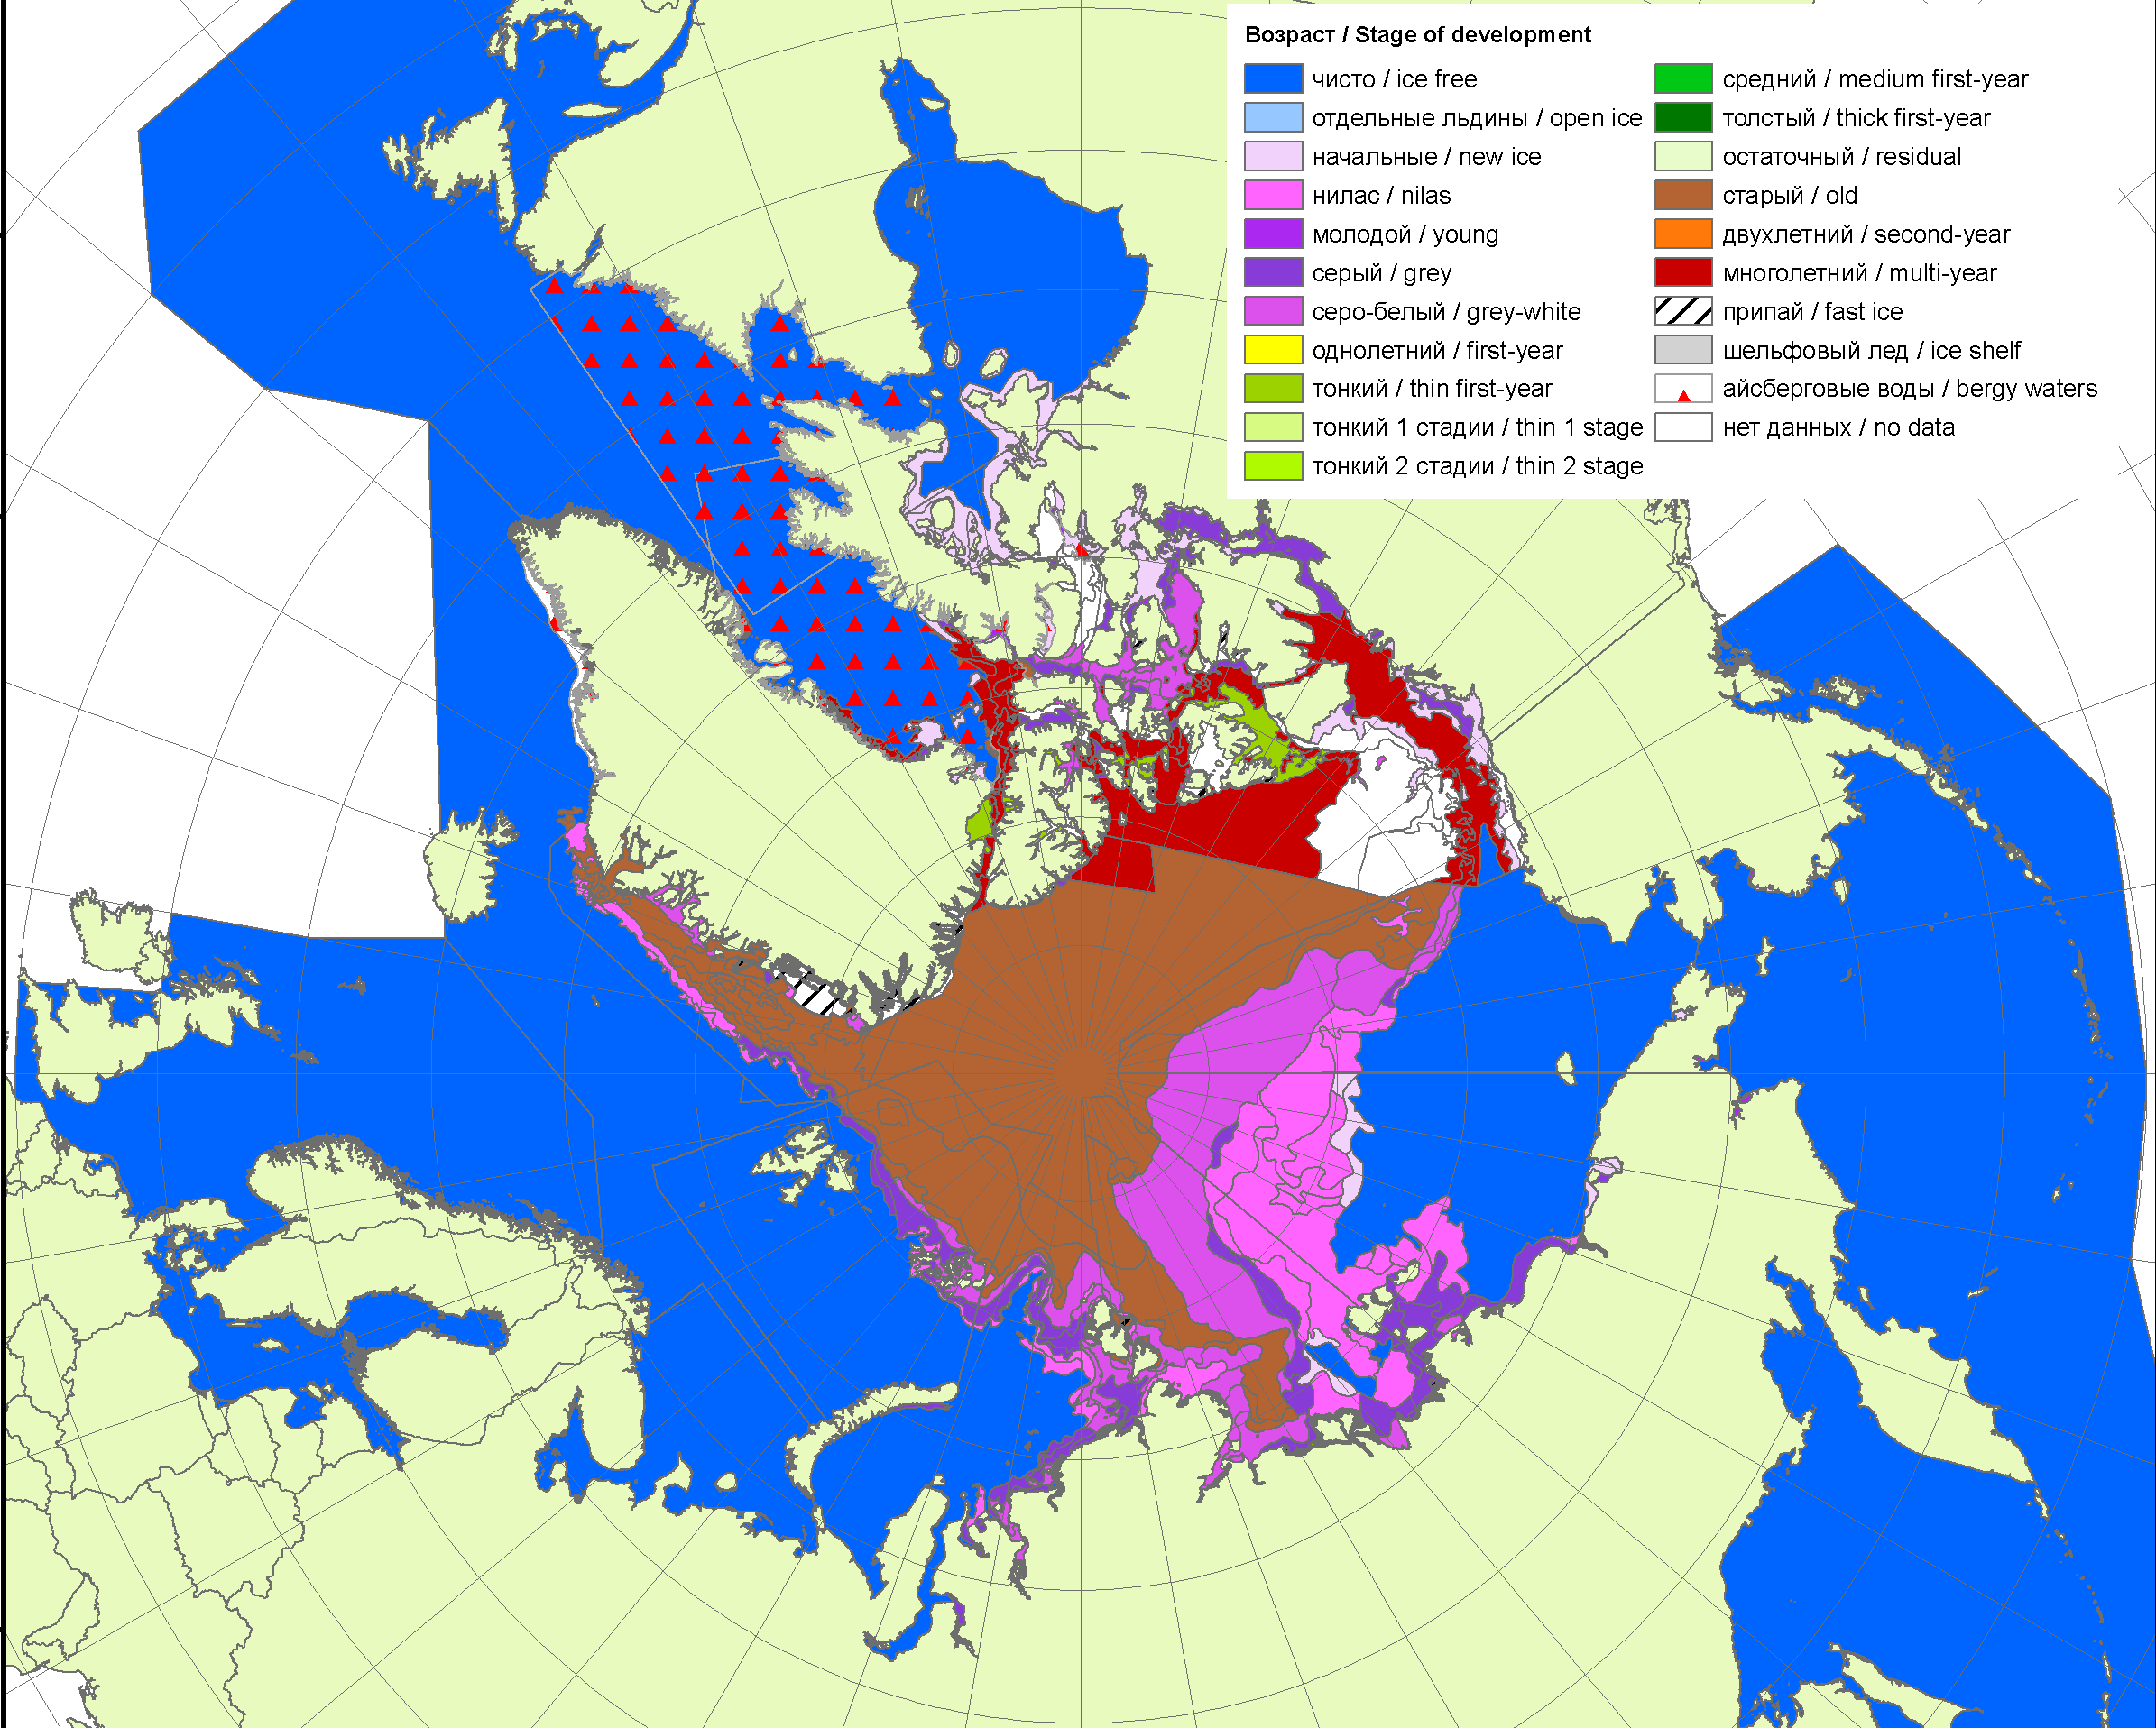 Возраст / Stage of development
чисто / ice free
отдельные льдины / open ice
начальные / new ice
нилас / nilas
молодой / young
серый / grey
серо-белый / grey-white
однолетний / first-year
тонкий / thin first-year
тонкий 1 стадии / thin 1 stage
тонкий 2 стадии / thin 2 stage
средний / medium first-year
толстый / thick first-year
остаточный / residual
старый / old
двухлетний / second-year
многолетний / multi-year
припай / fast ice
шельфовый лед / ice shelf
айсберговые воды / bergy waters
нет данных / no data